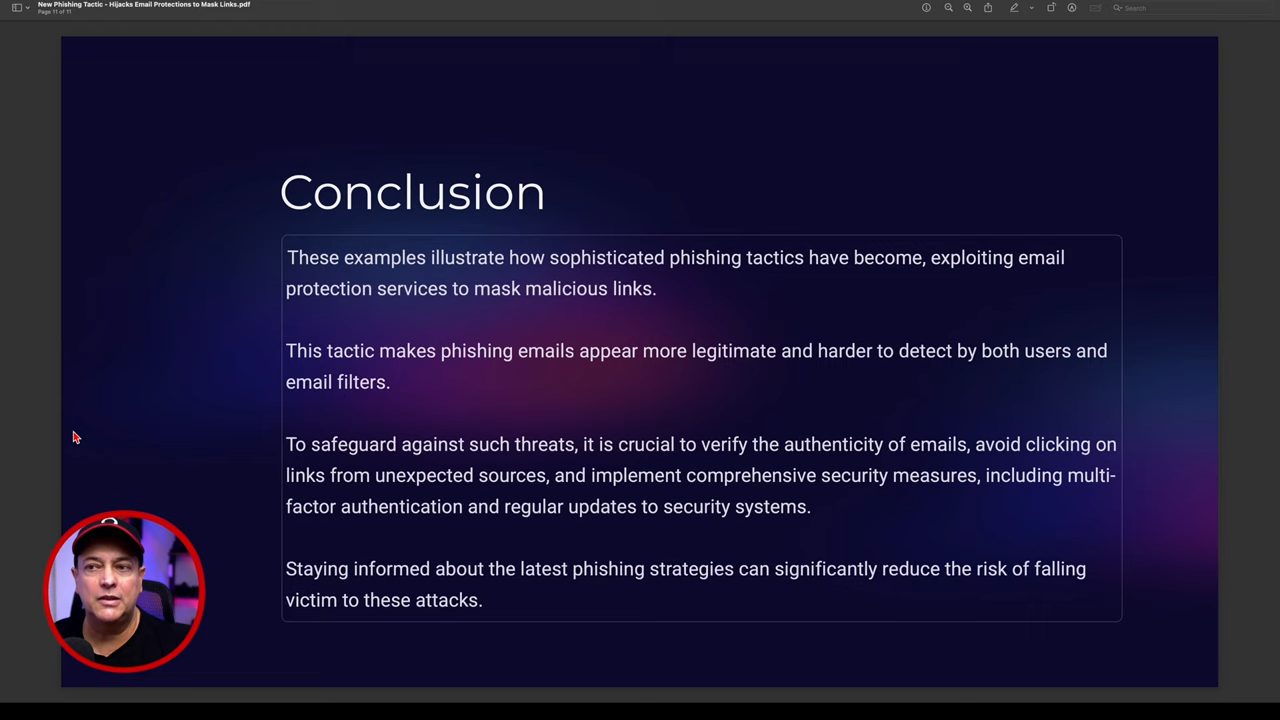 New Phishing Tactic - Hijacks Email Protections to Mask Links.pdf
Page 11 of 11
Search
Conclusion
These examples illustrate how sophisticated phishing tactics have become, exploiting email
protection services to mask malicious links.
This tactic makes phishing emails appear more legitimate and harder to detect by both users and
email filters.
To safeguard against such threats, it is crucial to verify the authenticity of emails, avoid clicking on
links from unexpected sources, and implement comprehensive security measures, including multi-
factor authentication and regular updates to security systems.
Staying informed about the latest phishing strategies can significantly reduce the risk of falling
victim to these attacks.